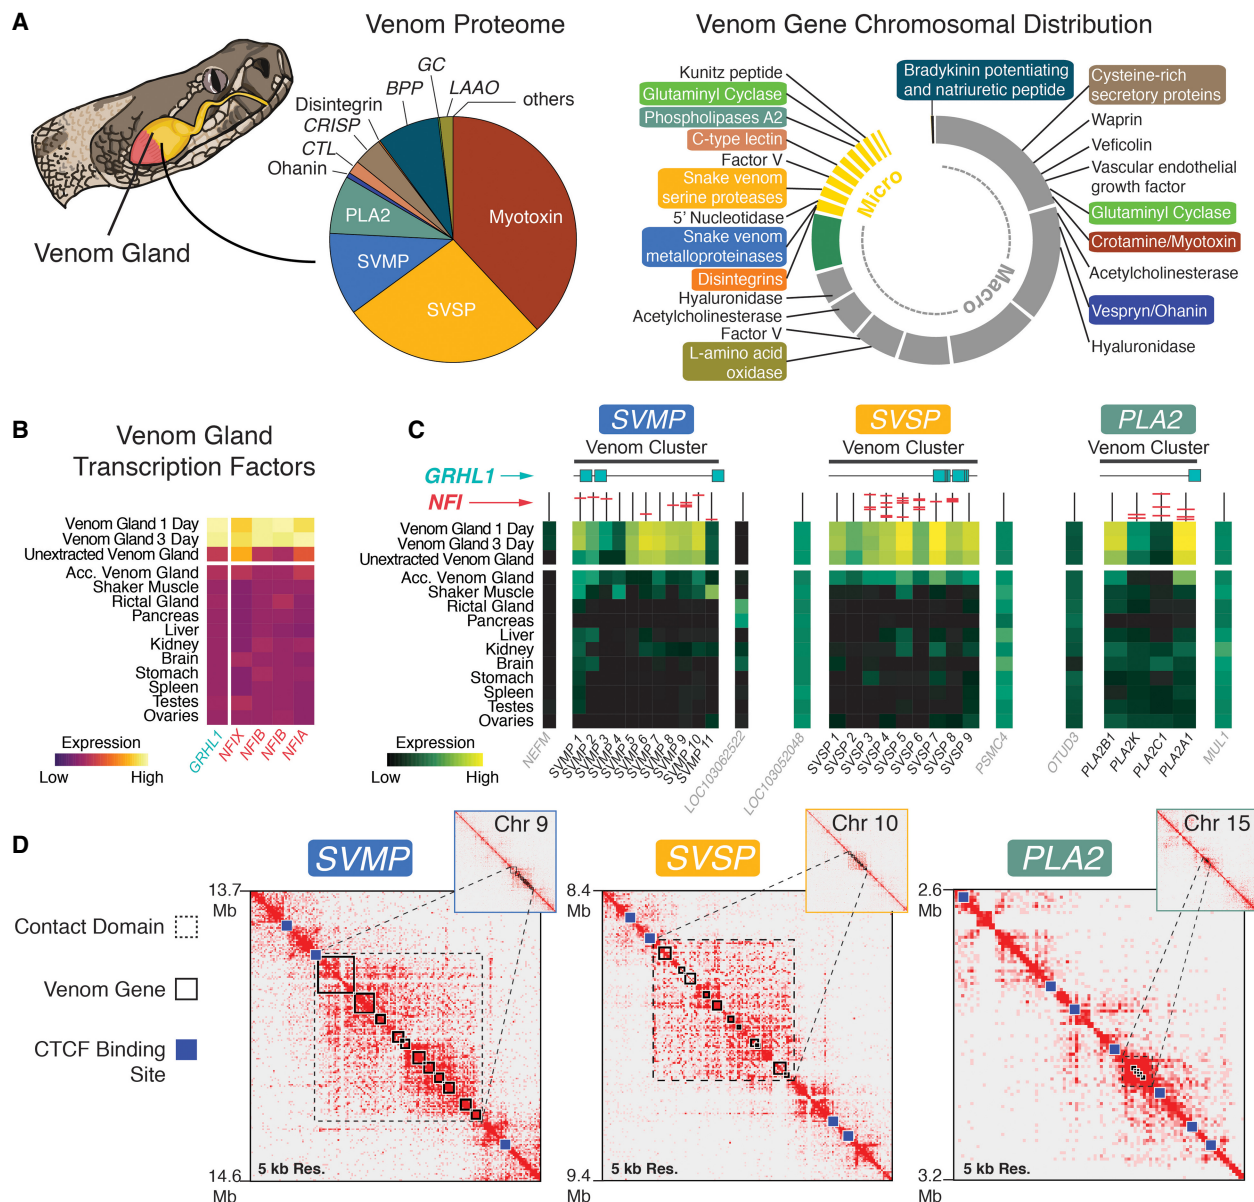 A
Venom Proteome
Venom Gene Chromosomal Distribution
Venom Gland
GC
BPP
LAAO
others
Disintegrin
CRISP
CTL
Ohanin
PLA2
SVMP
SVSP
Myotoxin
Kunitz peptide
Glutaminyl Cyclase
Phospholipases A2
C-type lectin
Factor V
Snake venom
serine proteases
5' Nucleotidase
Snake venom
metalloproteinases
Disintegrins
Hyaluronidase
Acetylcholinesterase
Factor V
L-amino acid
oxidase
Bradykinin potentiating
and natriuretic peptide
Micro
Macro
Cysteine-rich
secretory proteins
Waprin
Veficolin
Vascular endothelial
growth factor
Glutaminyl Cyclase
Crotamine/Myotoxin
Acetylcholinesterase
Vespryn/Ohanin
Hyaluronidase
B
Venom Gland
Transcription Factors
Venom Gland 1 Day
Venom Gland 3 Day
Unextracted Venom Gland
Acc. Venom Gland
Shaker Muscle
Rictal Gland
Pancreas
Liver
Kidney
Brain
Stomach
Spleen
Testes
Ovaries
Expression
Low High
GRHL1
NFIX
NFIB
NFIB
NFIA
C
SVMP
Venom Cluster
SVSP
Venom Cluster
PLA2
Venom Cluster
GRHL1
NFI
Venom Gland 1 Day
Venom Gland 3 Day
Unextracted Venom Gland
Acc. Venom Gland
Shaker Muscle
Rictal Gland
Pancreas
Liver
Kidney
Brain
Stomach
Spleen
Testes
Ovaries
Expression
Low High
NEFM
SVMP 1
SVMP 2
SVMP 3
SVMP 4
SVMP 5
SVMP 6
SVMP 7
SVMP 8
SVMP 9
SVMP 10
SVMP 11
LOC103062522
LOC103052048
SVSP 1
SVSP 2
SVSP 3
SVSP 4
SVSP 5
SVSP 6
SVSP 7
SVSP 8
SVSP 9
PSMC4
OTUD3
PLA2B1
PLA2K
PLA2C1
PLA2A1
MUL1
D
Contact Domain
Venom Gene
CTCF Binding
Site
SVMP
Chr 9
13.7
Mb
14.6
Mb
5 kb Res.
SVSP
Chr 10
8.4
Mb
9.4
Mb
5 kb Res.
PLA2
Chr 15
2.6
Mb
3.2
Mb
5 kb Res.